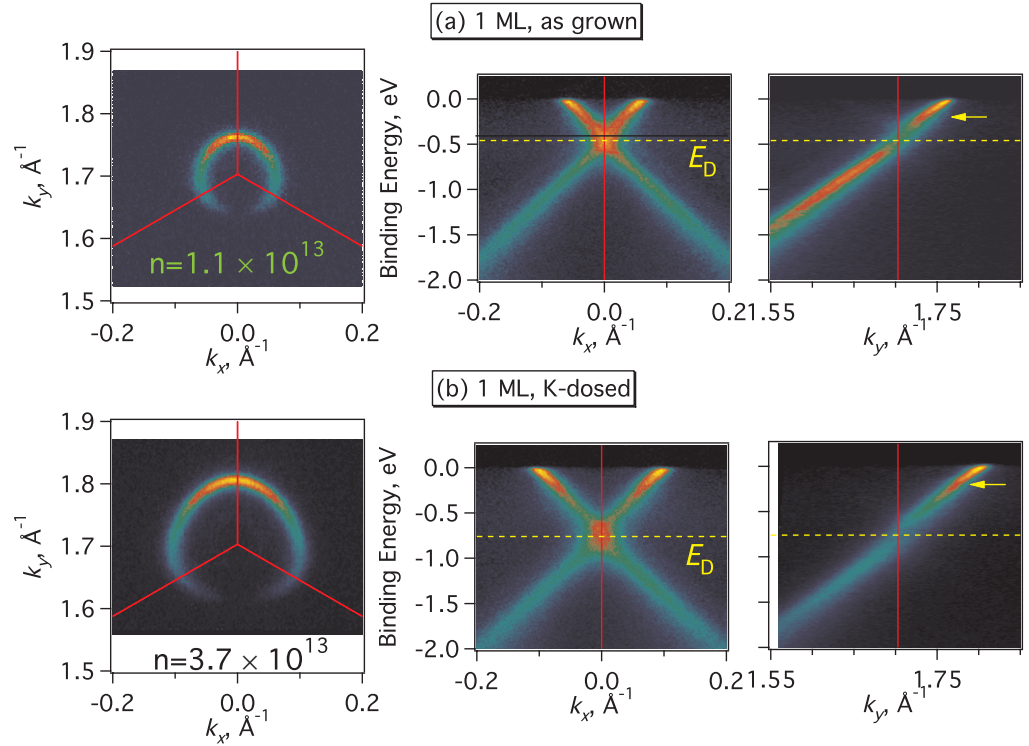 (a) 1 ML, as grown
1.9
1.8
1.7
1.6
1.5
ky, Å-1
n=1.1 × 10^13
-0.2
0.0
0.2
kx, Å-1
Binding Energy, eV
0.0
-0.5
-1.0
-1.5
-2.0
ED
-0.2
0.0
0.2
kx, Å-1
1.55
1.75
ky, Å-1
(b) 1 ML, K-dosed
1.9
1.8
1.7
1.6
1.5
ky, Å-1
n=3.7 × 10^13
-0.2
0.0
0.2
kx, Å-1
Binding Energy, eV
0.0
-0.5
-1.0
-1.5
-2.0
ED
-0.2
0.0
0.2
kx, Å-1
1.55
1.75
ky, Å-1